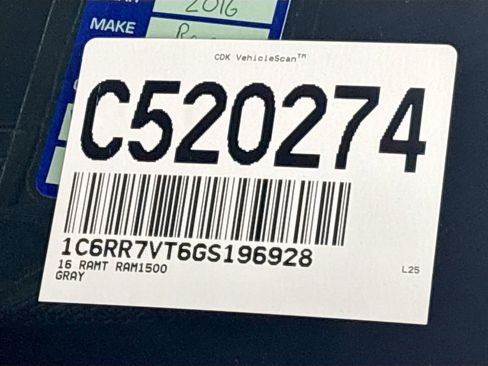 2016
MAKE
CDK VehicleScan™
C520274
1C6RR7VT6GS196928
16 RAMT RAM1500
GRAY
L25